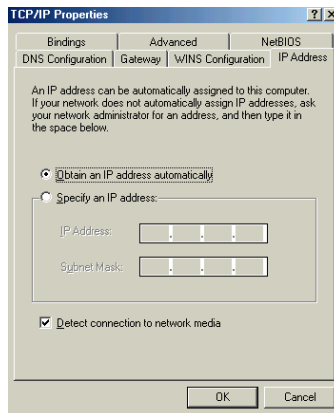 TCP/IP Properties
Bindings Advanced NetBIOS
DNS Configuration Gateway WINS Configuration IP Address
An IP address can be automatically assigned to this computer.
If your network does not automatically assign IP addresses, ask
your network administrator for an address, and then type it in
the space below.
Obtain an IP address automatically
Specify an IP address:
IP Address:
Subnet Mask:
Detect connection to network media
OK Cancel